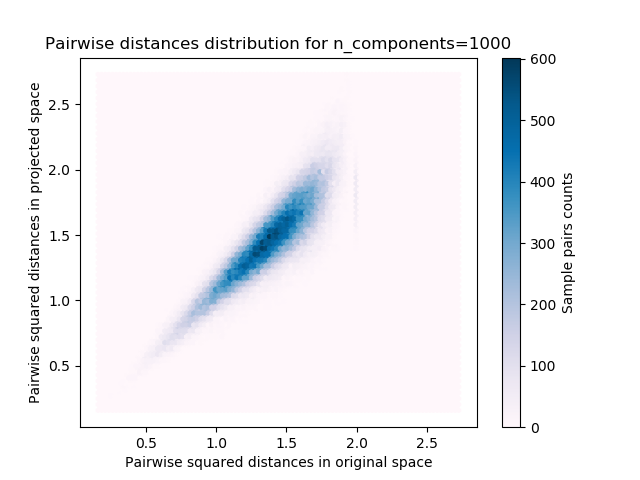 Pairwise distances distribution for n_components=1000
Pairwise squared distances in projected space
2.5
2.0
1.5
1.0
0.5
0.5 1.0 1.5 2.0 2.5
Pairwise squared distances in original space
600
500
400
300
200
100
0
Sample pairs counts